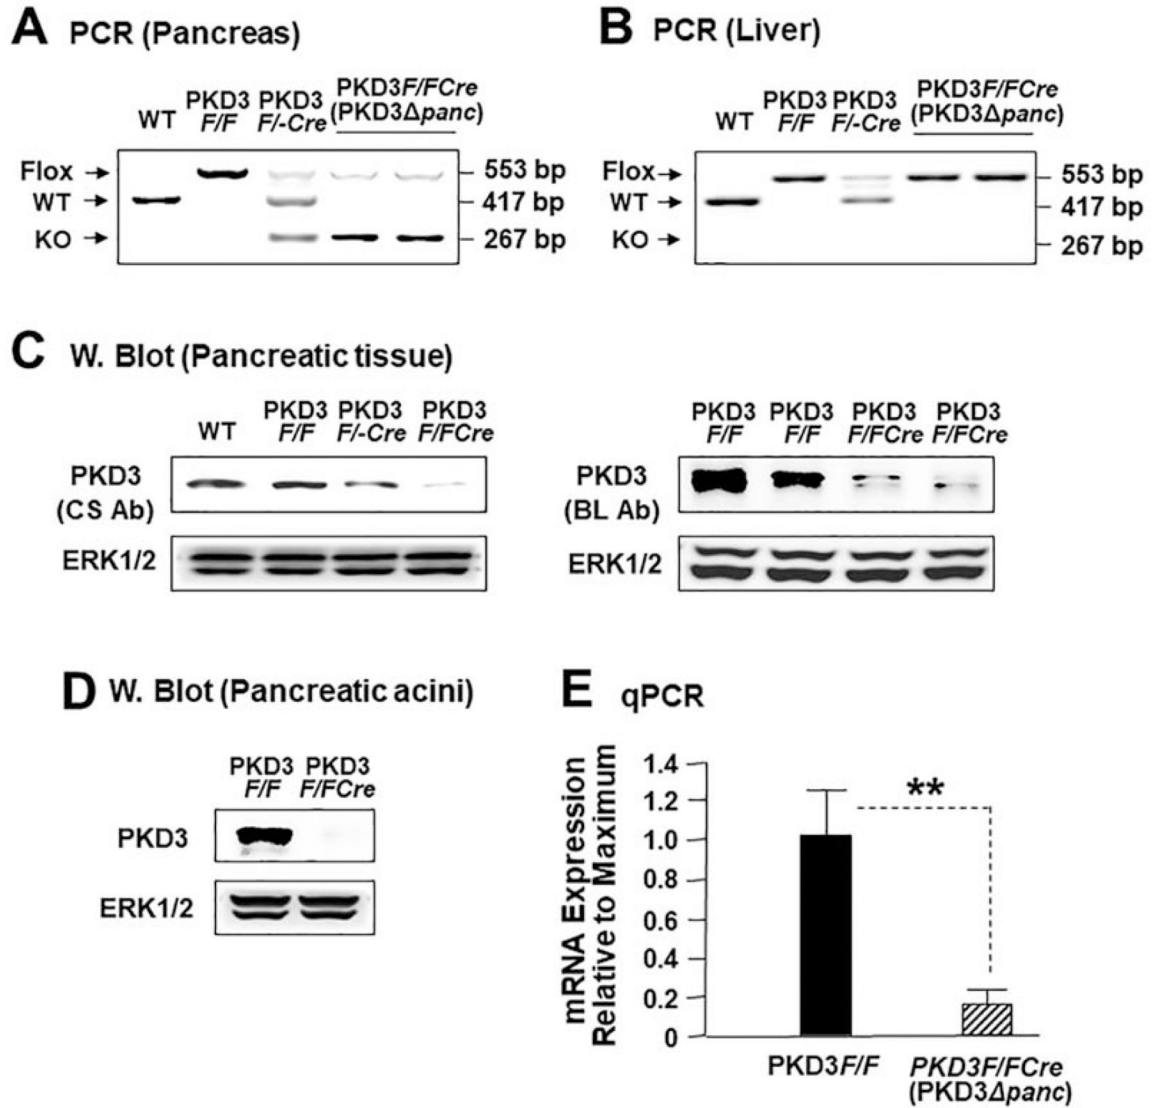 A PCR (Pancreas)
WT
PKD3
F/F
PKD3
F/-Cre
PKD3F/FCre
(PKD3Δpanc)
Flox → 553 bp
WT → 417 bp
KO → 267 bp
B PCR (Liver)
WT
PKD3
F/F
PKD3
F/-Cre
PKD3F/FCre
(PKD3Δpanc)
Flox → 553 bp
WT → 417 bp
KO → 267 bp
C W. Blot (Pancreatic tissue)
WT
PKD3
F/F
PKD3
F/-Cre
PKD3
F/FCre
PKD3
(CS Ab)
ERK1/2
PKD3
F/F
PKD3
F/F
PKD3
F/FCre
PKD3
F/FCre
PKD3
(BL Ab)
ERK1/2
D W. Blot (Pancreatic acini)
PKD3
F/F
PKD3
F/FCre
PKD3
ERK1/2
E qPCR
mRNA Expression
Relative to Maximum
1.4
1.2
1.0
0.8
0.6
0.4
0.2
0
**
PKD3F/F
PKD3F/FCre
(PKD3Δpanc)